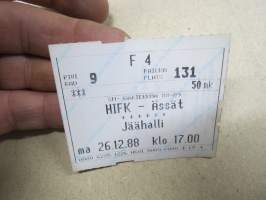 F 4
RIVI 9 PAIKKA 131
RAD PLATS
*** 50 mk
HIFK - Ässät
******
Jäähalli
ma 26.12.88 klo 17.00